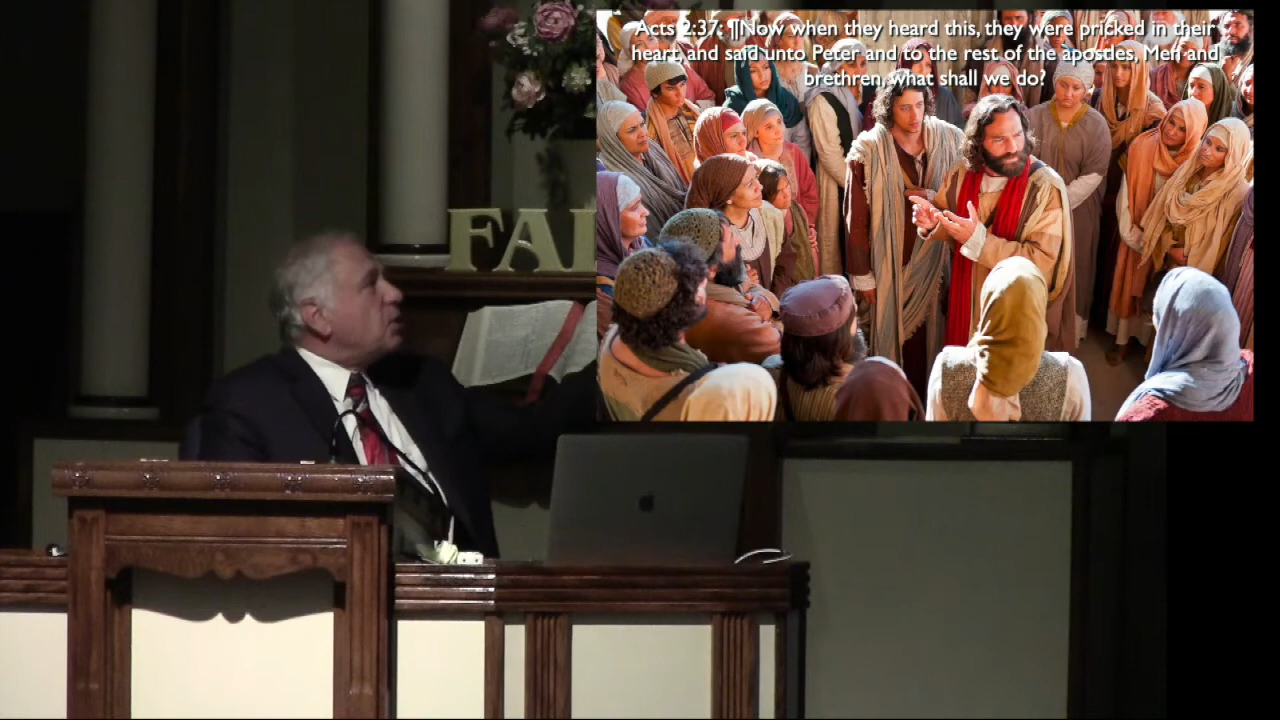 Acts 2:37: ¶Now when they heard this, they were pricked in their
heart, and said unto Peter and to the rest of the apostles, Men and
brethren, what shall we do?
FAI